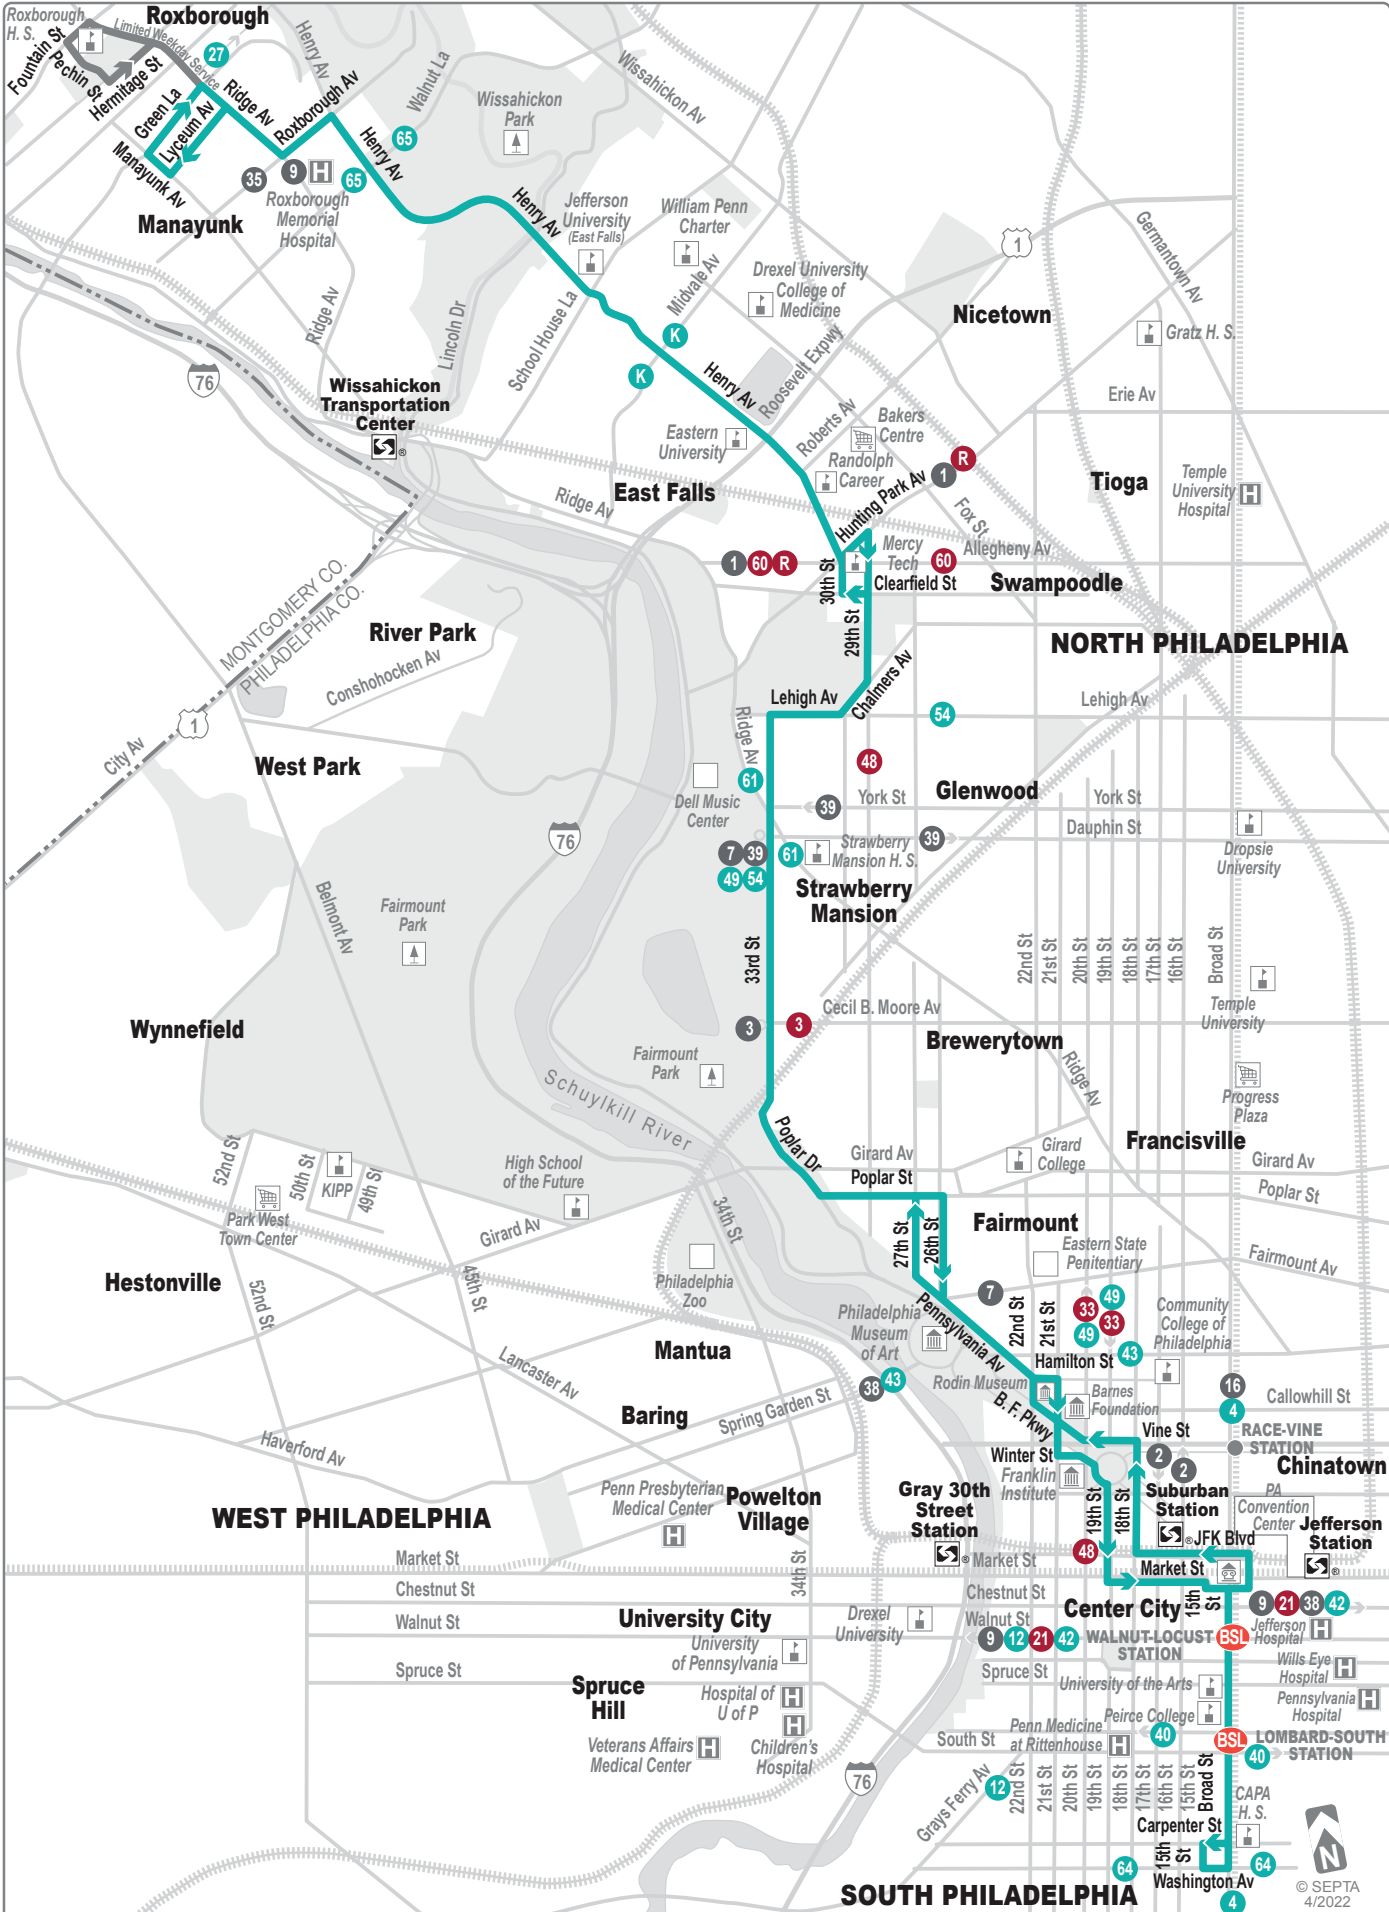 Roxborough
H. S.
Roxborough
Limited Weekday Service
27
Fountain St
Pechin St
Hermitage St
Green La
Lyceum Av
Manayunk Av
Ridge Av
Roxborough Av
Henry Av
Walnut La
65
Henry Av
Wissahickon
Park
Wissahickon Av
35
9
H
65
Roxborough
Memorial
Hospital
Manayunk
Henry Av
Jefferson
University
(East Falls)
William Penn
Charter
Midvale Av
Drexel University
College of
Medicine
1
Germantown Av
Nicetown
Gratz H. S.
Ridge Av
Lincoln Dr
School House La
K
K
Henry Av
Roosevelt Expwy
76
Wissahickon
Transportation
Center
®
Erie Av
Roberts Av
Bakers
Centre
Eastern
University
Randolph
Career
R
1
Hunting Park Av
Tioga
Temple
University
Hospital
H
East Falls
Ridge Av
Fox St
1
60
R
Mercy
Tech
60
Allegheny Av
30th St
Clearfield St
Swampoodle
MONTGOMERY CO.
PHILADELPHIA CO.
River Park
29th St
NORTH PHILADELPHIA
Conshohocken Av
Chalmers Av
Lehigh Av
Lehigh Av
54
1
City Av
Ridge Av
West Park
48
61
Dell Music
Center
Glenwood
39
York St
York St
Dauphin St
76
7
39
61
Strawberry
Mansion H. S.
39
Dropsie
University
49
54
Strawberry
Mansion
Belmont Av
Fairmount
Park
33rd St
22nd St
21st St
20th St
19th St
18th St
17th St
16th St
Broad St
Temple
University
Wynnefield
3
3
Cecil B. Moore Av
Brewerytown
Fairmount
Park
Schuylkill River
Ridge Av
Progress
Plaza
Francisville
52nd St
50th St
KIPP
49th St
High School
of the Future
Poplar Dr
Girard Av
Poplar St
Girard
College
Girard Av
Poplar St
Park West
Town Center
Girard Av
34th St
27th St
26th St
Fairmount
Eastern State
Penitentiary
Fairmount Av
Hestonville
52nd St
45th St
Philadelphia
Zoo
7
Pennsylvania Av
22nd St
21st St
49
33
33
49
Community
College of
Philadelphia
Philadelphia
Museum
of Art
Hamilton St
43
Mantua
Lancaster Av
Rodin Museum
Barnes
Foundation
38
43
16
4
Callowhill St
Baring
Spring Garden St
B. F. Pkwy
Haverford Av
Vine St
RACE-VINE
STATION
Winter St
2
2
Chinatown
Franklin
Institute
Penn Presbyterian
Medical Center
H
Powelton
Village
Gray 30th
Street
Station
®
Suburban
Station
®
PA
Convention
Center
Jefferson
Station
®
WEST PHILADELPHIA
19th St
18th St
JFK Blvd
Market St
34th St
Market St
48
Market St
Chestnut St
Chestnut St
15th
St
University City
Center City
9
21
38
42
Walnut St
Drexel
University
Walnut St
9
12
21
42
WALNUT-LOCUST
STATION
BSL
Jefferson
Hospital
H
University
of Pennsylvania
Spruce St
Spruce St
Wills Eye
Hospital
H
University of the Arts
Spruce
Hill
Hospital of
U of P
H
Pennsylvania
Hospital
H
Peirce College
Children's
Hospital
H
Veterans Affairs
Medical Center
H
South St
Penn Medicine
at Rittenhouse
H
40
BSL
LOMBARD-SOUTH
STATION
40
76
Grays Ferry Av
12
22nd St
21st St
20th St
19th St
18th St
17th St
16th St
15th St
Broad St
CAPA
H. S.
Carpenter St
15th
St
64
64
Washington Av
SOUTH PHILADELPHIA
4
N
© SEPTA
4/2022